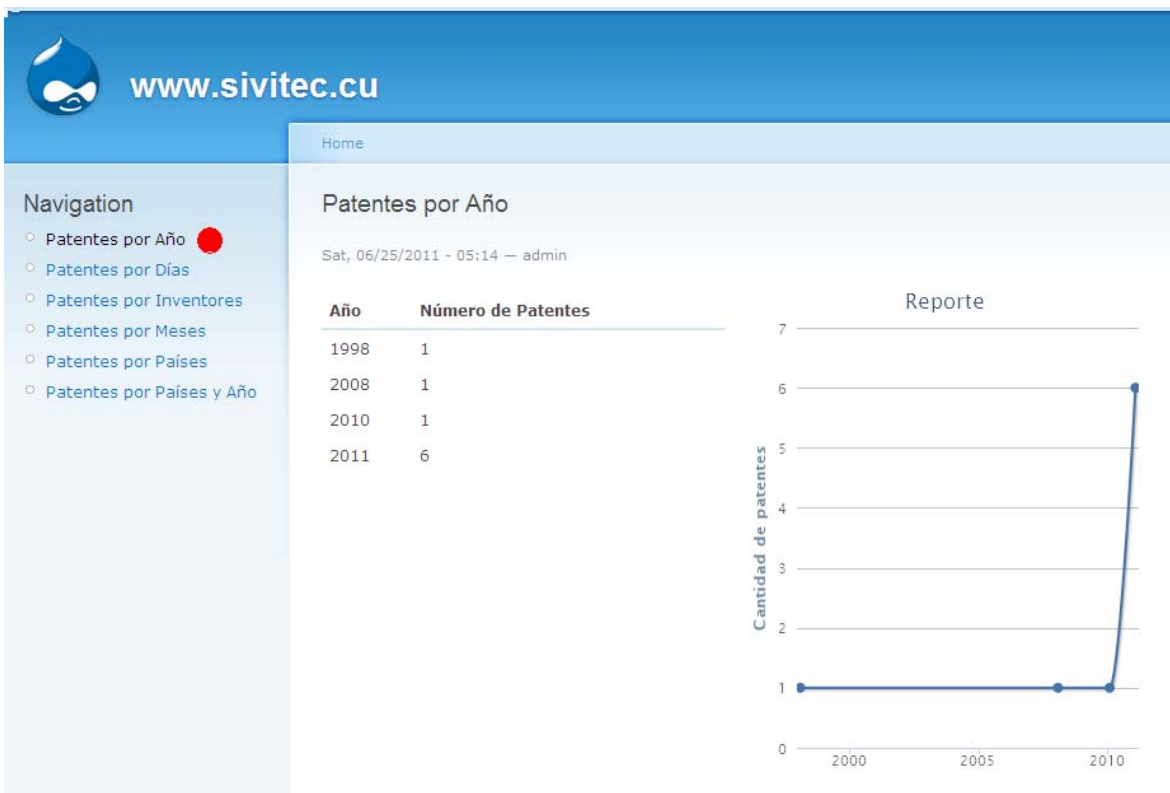 www.sivitec.cu
Home
Navigation
Patentes por Año
Patentes por Días
Patentes por Inventores
Patentes por Meses
Patentes por Países
Patentes por Países y Año
Patentes por Año
Sat, 06/25/2011 - 05:14 — admin
Año Número de Patentes
1998 1
2008 1
2010 1
2011 6
Reporte
Cantidad de patentes
7
6
5
4
3
2
1
0
2000 2005 2010